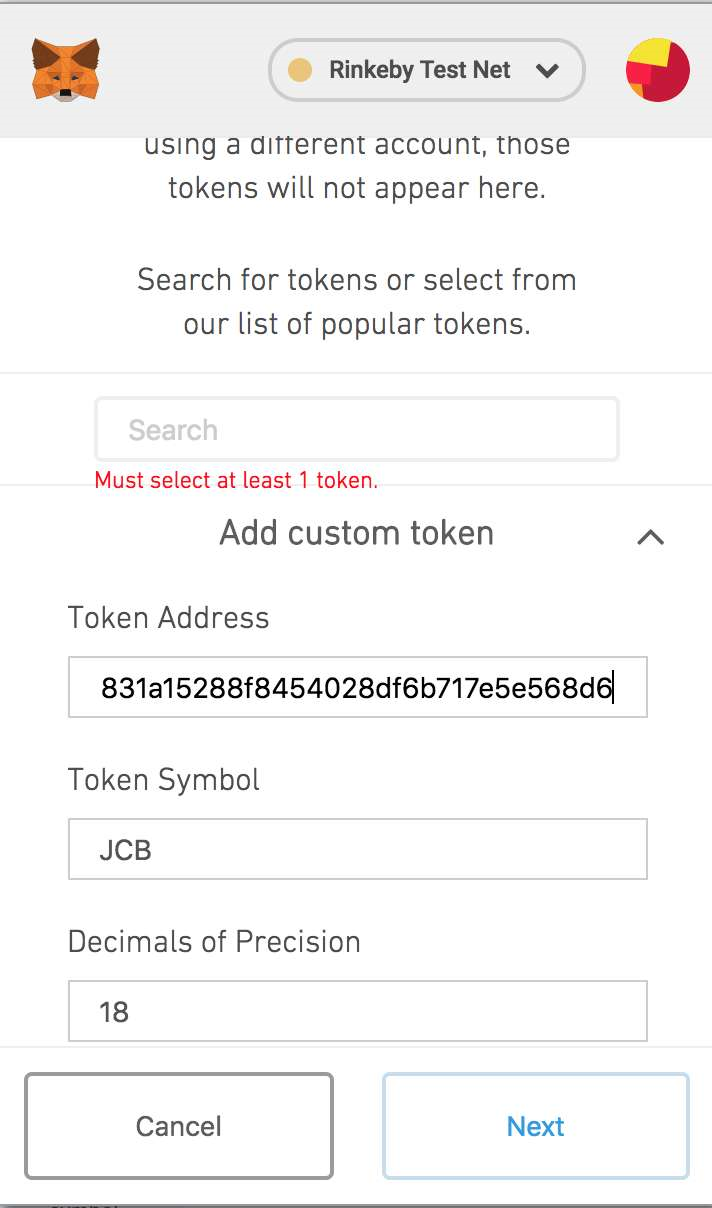 Rinkeby Test Net
using a different account, those
tokens will not appear here.
Search for tokens or select from
our list of popular tokens.
Search
Must select at least 1 token.
Add custom token
Token Address
831a15288f8454028df6b717e5e568d6
Token Symbol
JCB
Decimals of Precision
18
Cancel
Next